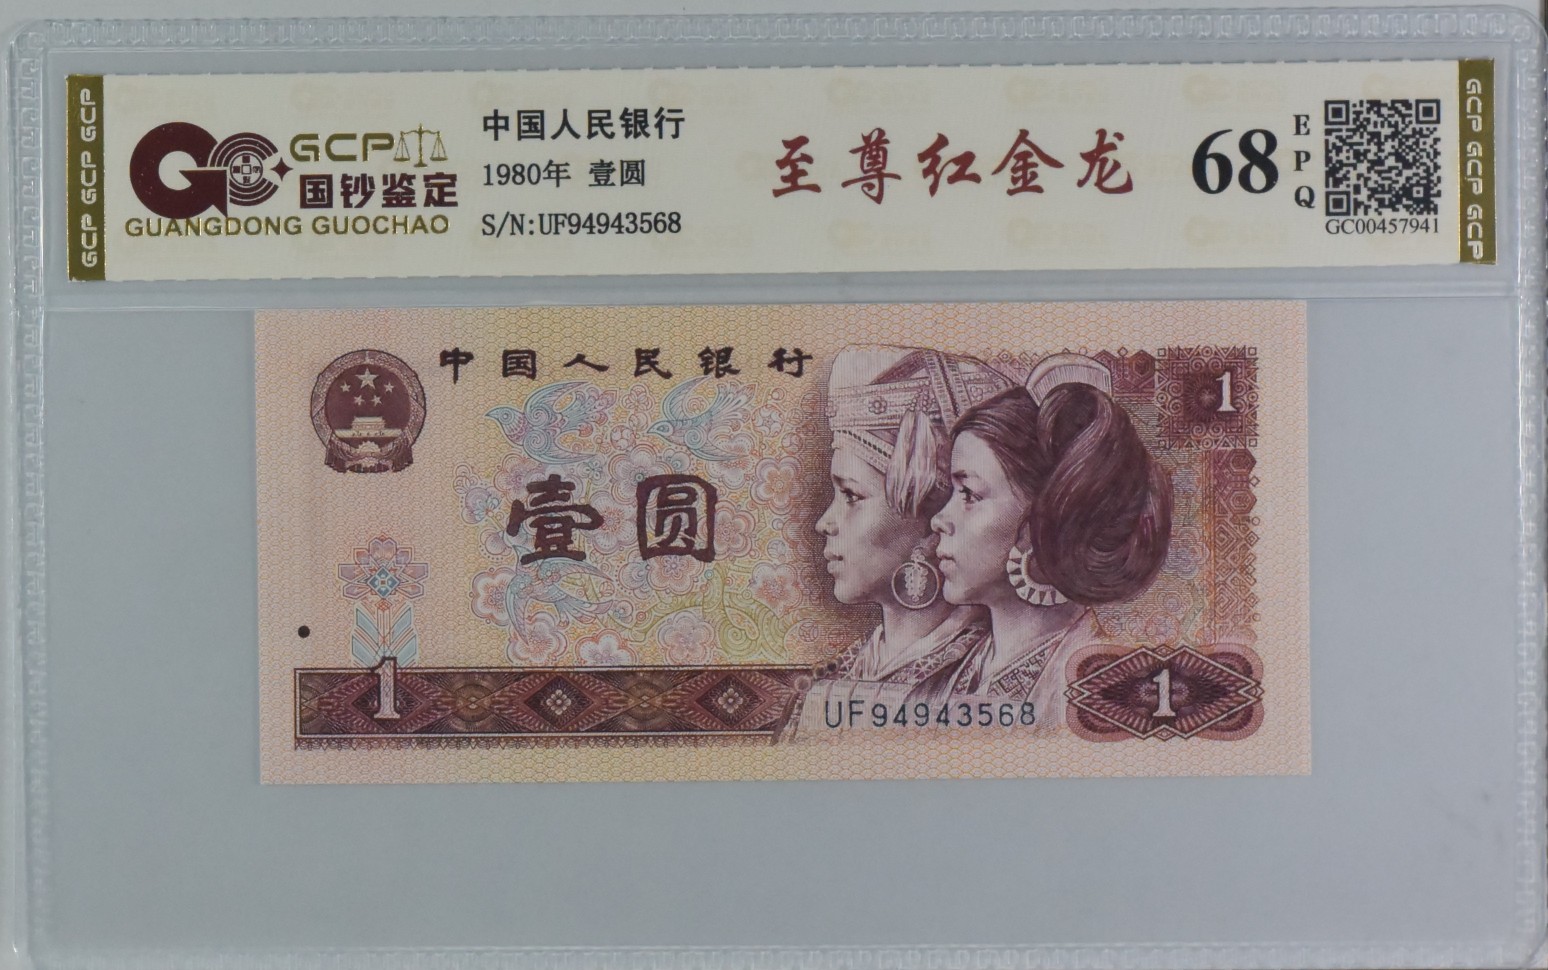 GCP GCP GCP
GCP
国钞鉴定
GUANGDONG GUOCHAO
中国人民银行
1980年 壹圆
S/N:UF94943568
至尊红金龙
68
EPQ
GC00457941
GCP GCP GCP
中国人民银行
1
壹圆
1
UF94943568
1